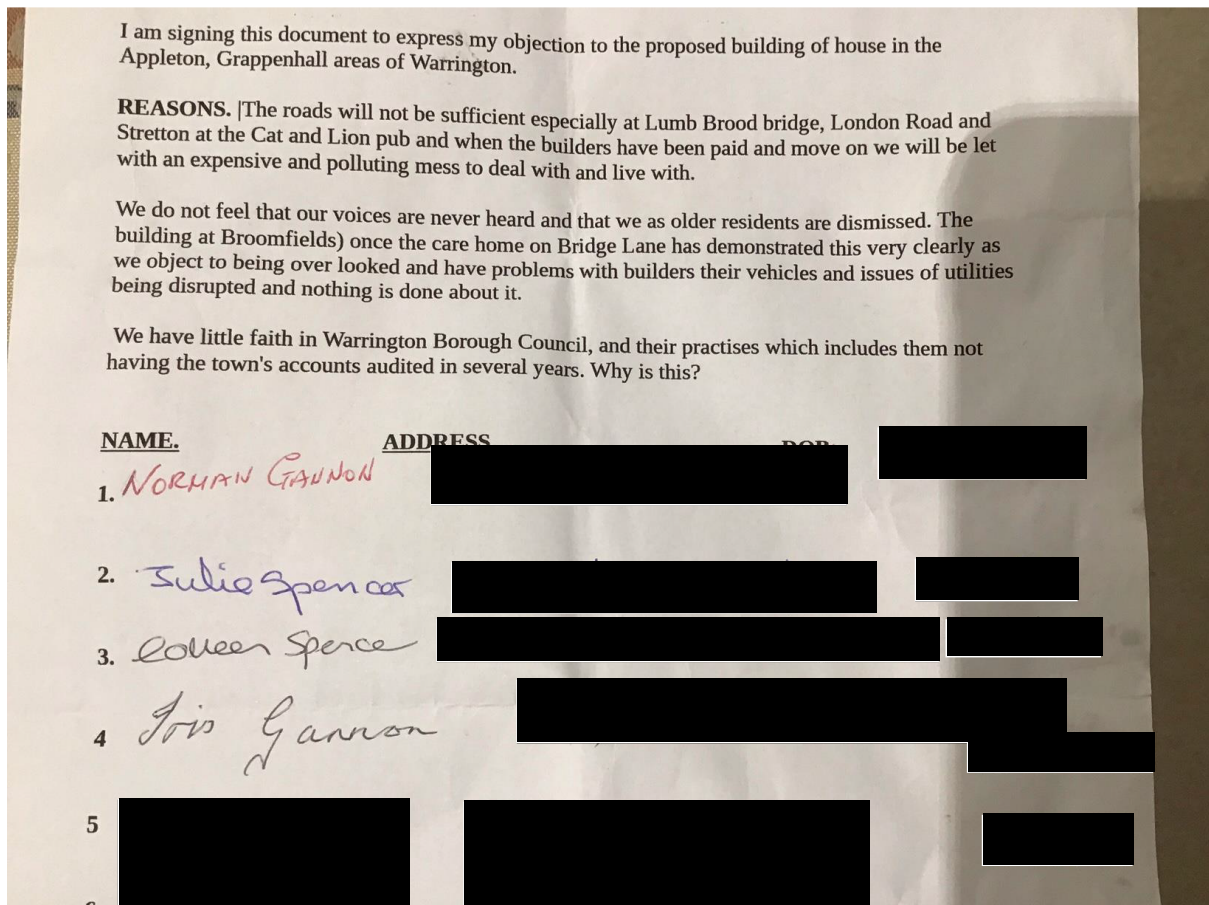 I am signing this document to express my objection to the proposed building of house in the
Appleton, Grappenhall areas of Warrington.
REASONS. |The roads will not be sufficient especially at Lumb Brood bridge, London Road and
Stretton at the Cat and Lion pub and when the builders have been paid and move on we will be let
with an expensive and polluting mess to deal with and live with.
We do not feel that our voices are never heard and that we as older residents are dismissed. The
building at Broomfields) once the care home on Bridge Lane has demonstrated this very clearly as
we object to being over looked and have problems with builders their vehicles and issues of utilities
being disrupted and nothing is done about it.
We have little faith in Warrington Borough Council, and their practises which includes them not
having the town's accounts audited in several years. Why is this?
NAME. ADDRESS DOB
1. NORMAN GANNON
2. Julie Spencer
3. Colleen Spence
4 Iris Gannon
5